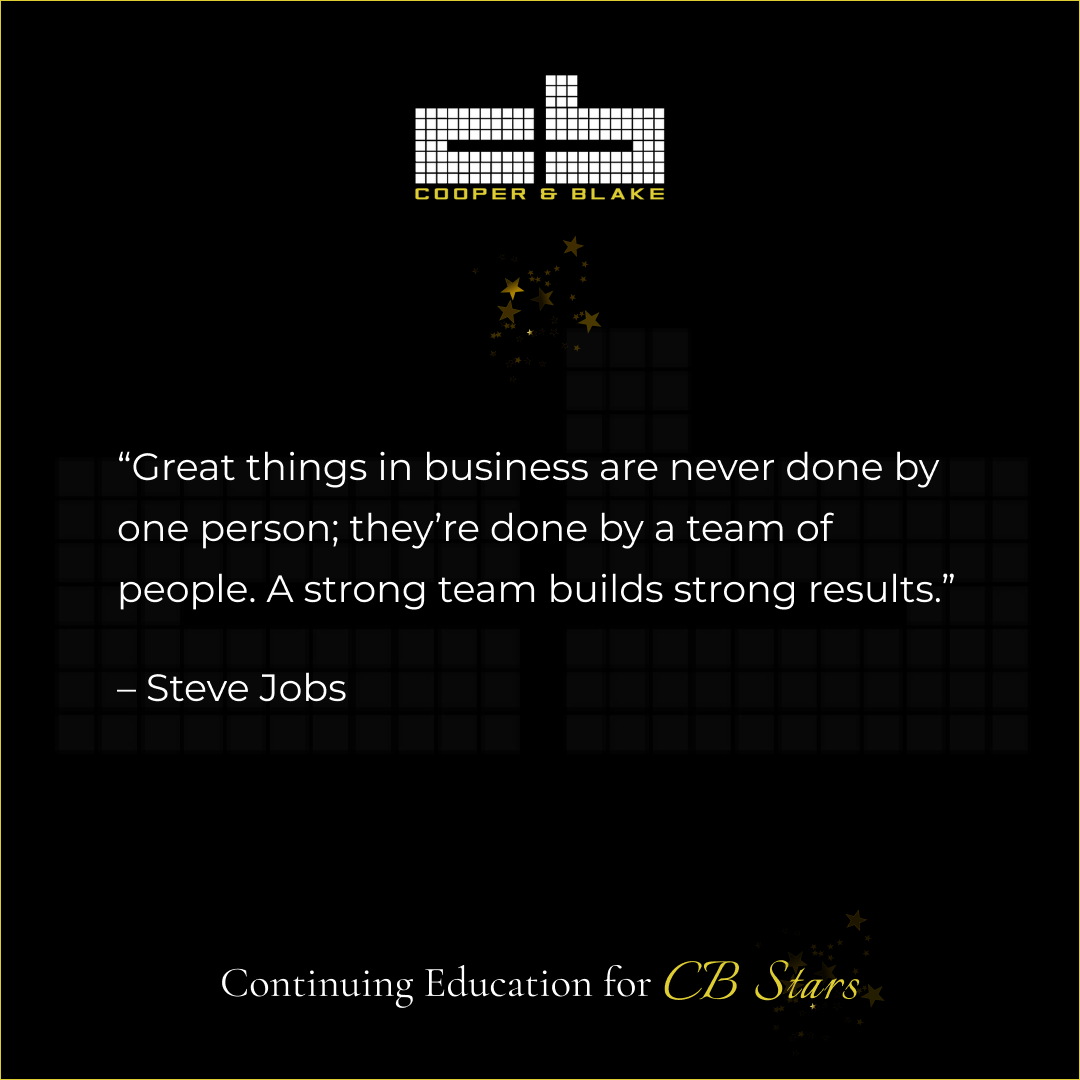 cb
COOPER & BLAKE
“Great things in business are never done by
one person; they’re done by a team of
people. A strong team builds strong results.”
– Steve Jobs
Continuing Education for CB Stars